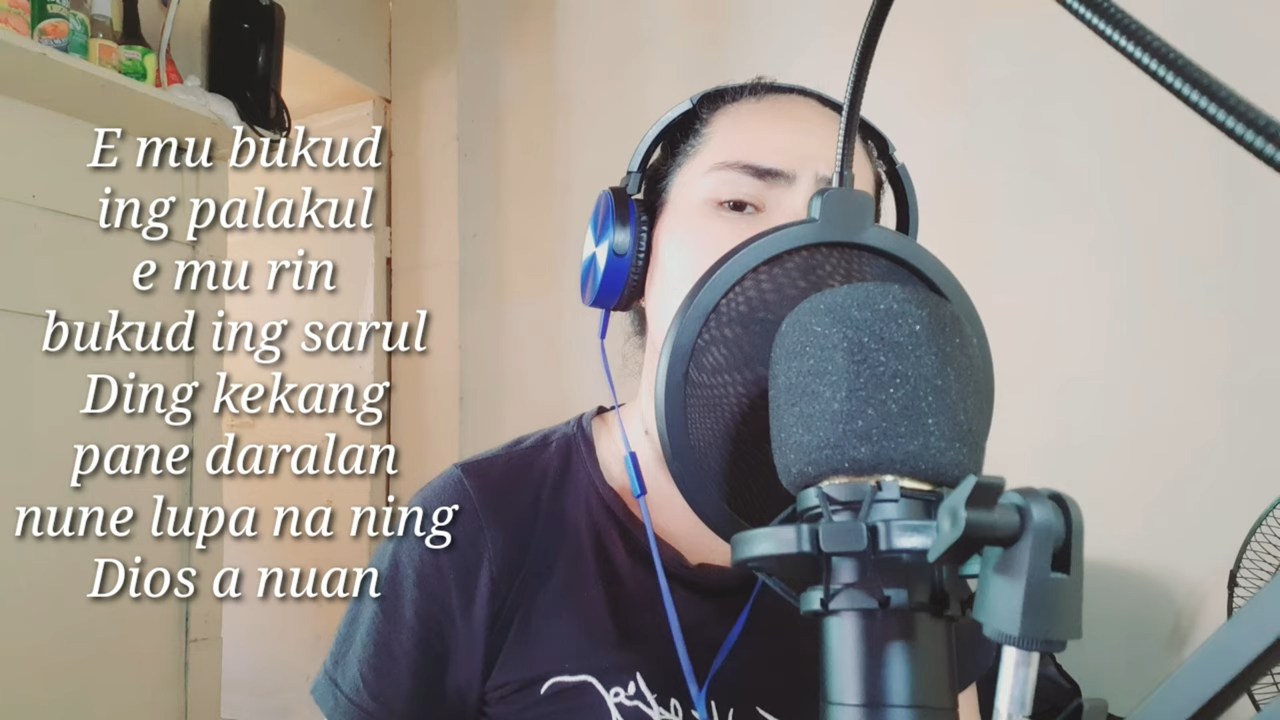 E mu bukud
ing palakul
e mu rin
bukud ing sarul
Ding kekang
pane daralan
nune lupa na ning
Dios a nuan